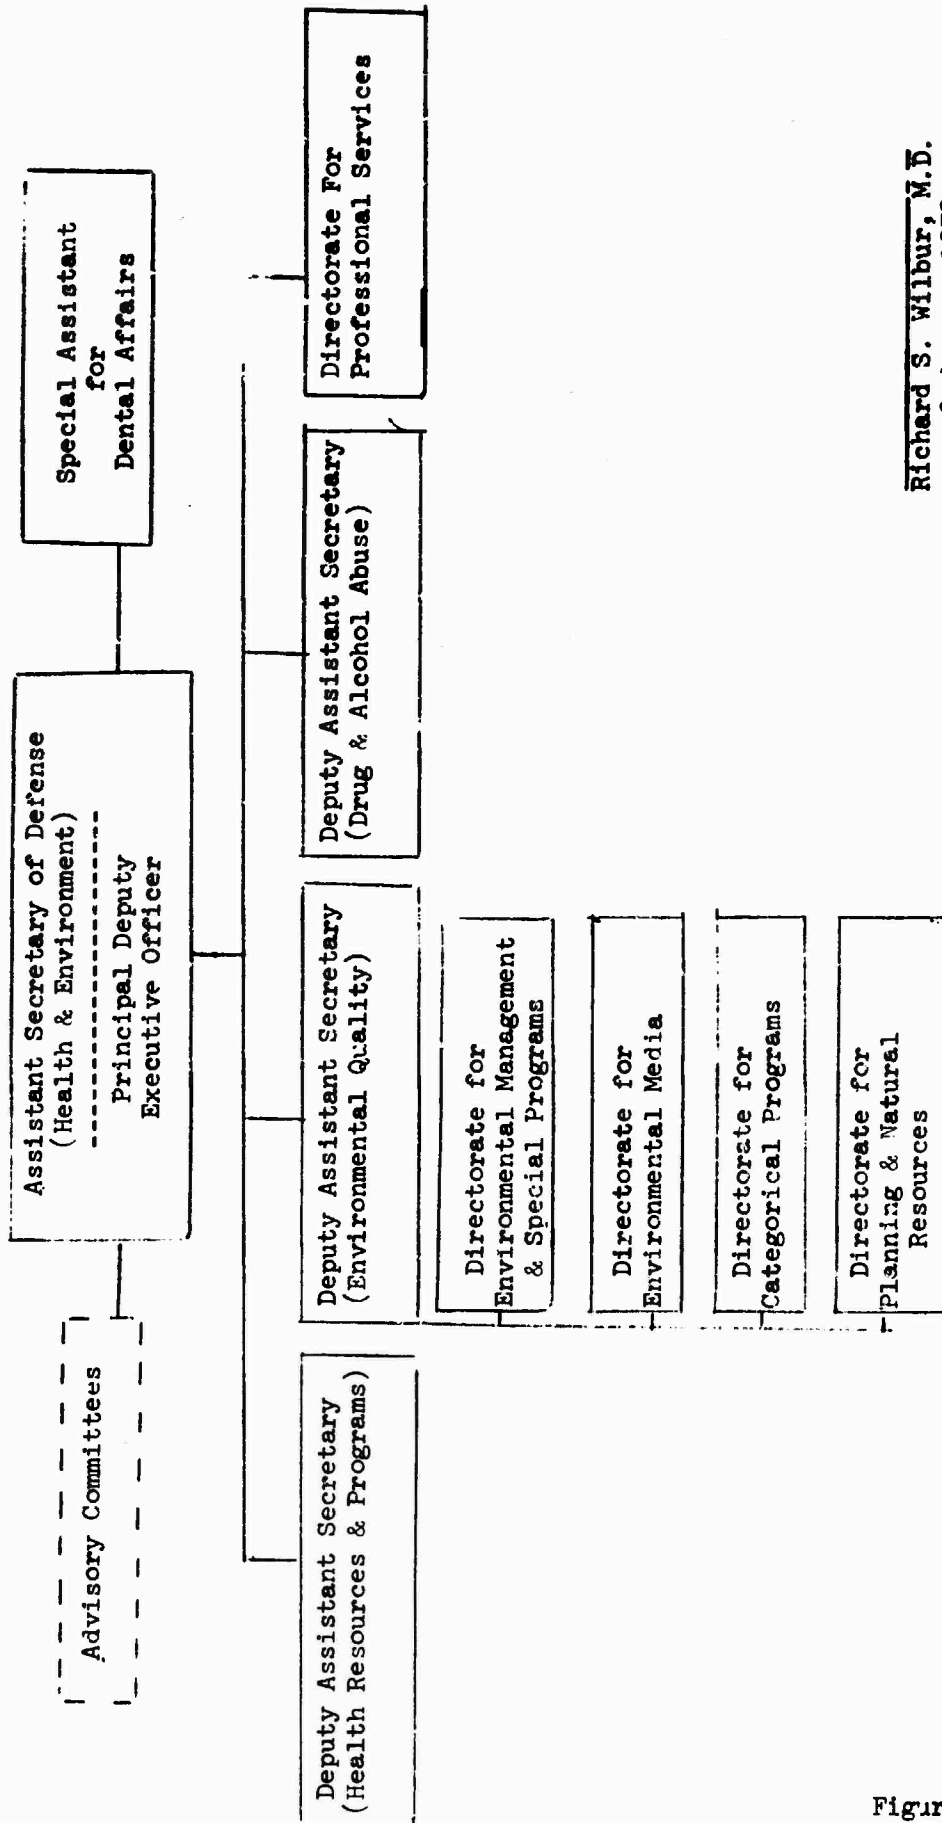 Advisory Committees
Assistant Secretary of Defense
(Health & Environment)
Principal Deputy
Executive Officer
Special Assistant
for
Dental Affairs
Deputy Assistant Secretary
(Health Resources & Programs)
Deputy Assistant Secretary
(Environmental Quality)
Deputy Assistant Secretary
(Drug & Alcohol Abuse)
Directorate For
Professional Services
Directorate for
Environmental Management
& Special Programs
Directorate for
Environmental Media
Directorate for
Categorical Programs
Directorate for
Planning & Natural
Resources
Richard S. Wilbur, M.D.